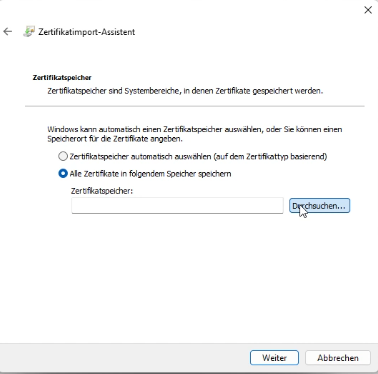 Zertifikatimport-Assistent
Zertifikatspeicher
Zertifikatspeicher sind Systembereiche, in denen Zertifikate gespeichert werden.
Windows kann automatisch einen Zertifikatspeicher auswählen, oder Sie können einen
Speicherort für die Zertifikate angeben.
Zertifikatspeicher automatisch auswählen (auf dem Zertifikattyp basierend)
Alle Zertifikate in folgendem Speicher speichern
Zertifikatspeicher:
Durchsuchen...
Weiter
Abbrechen